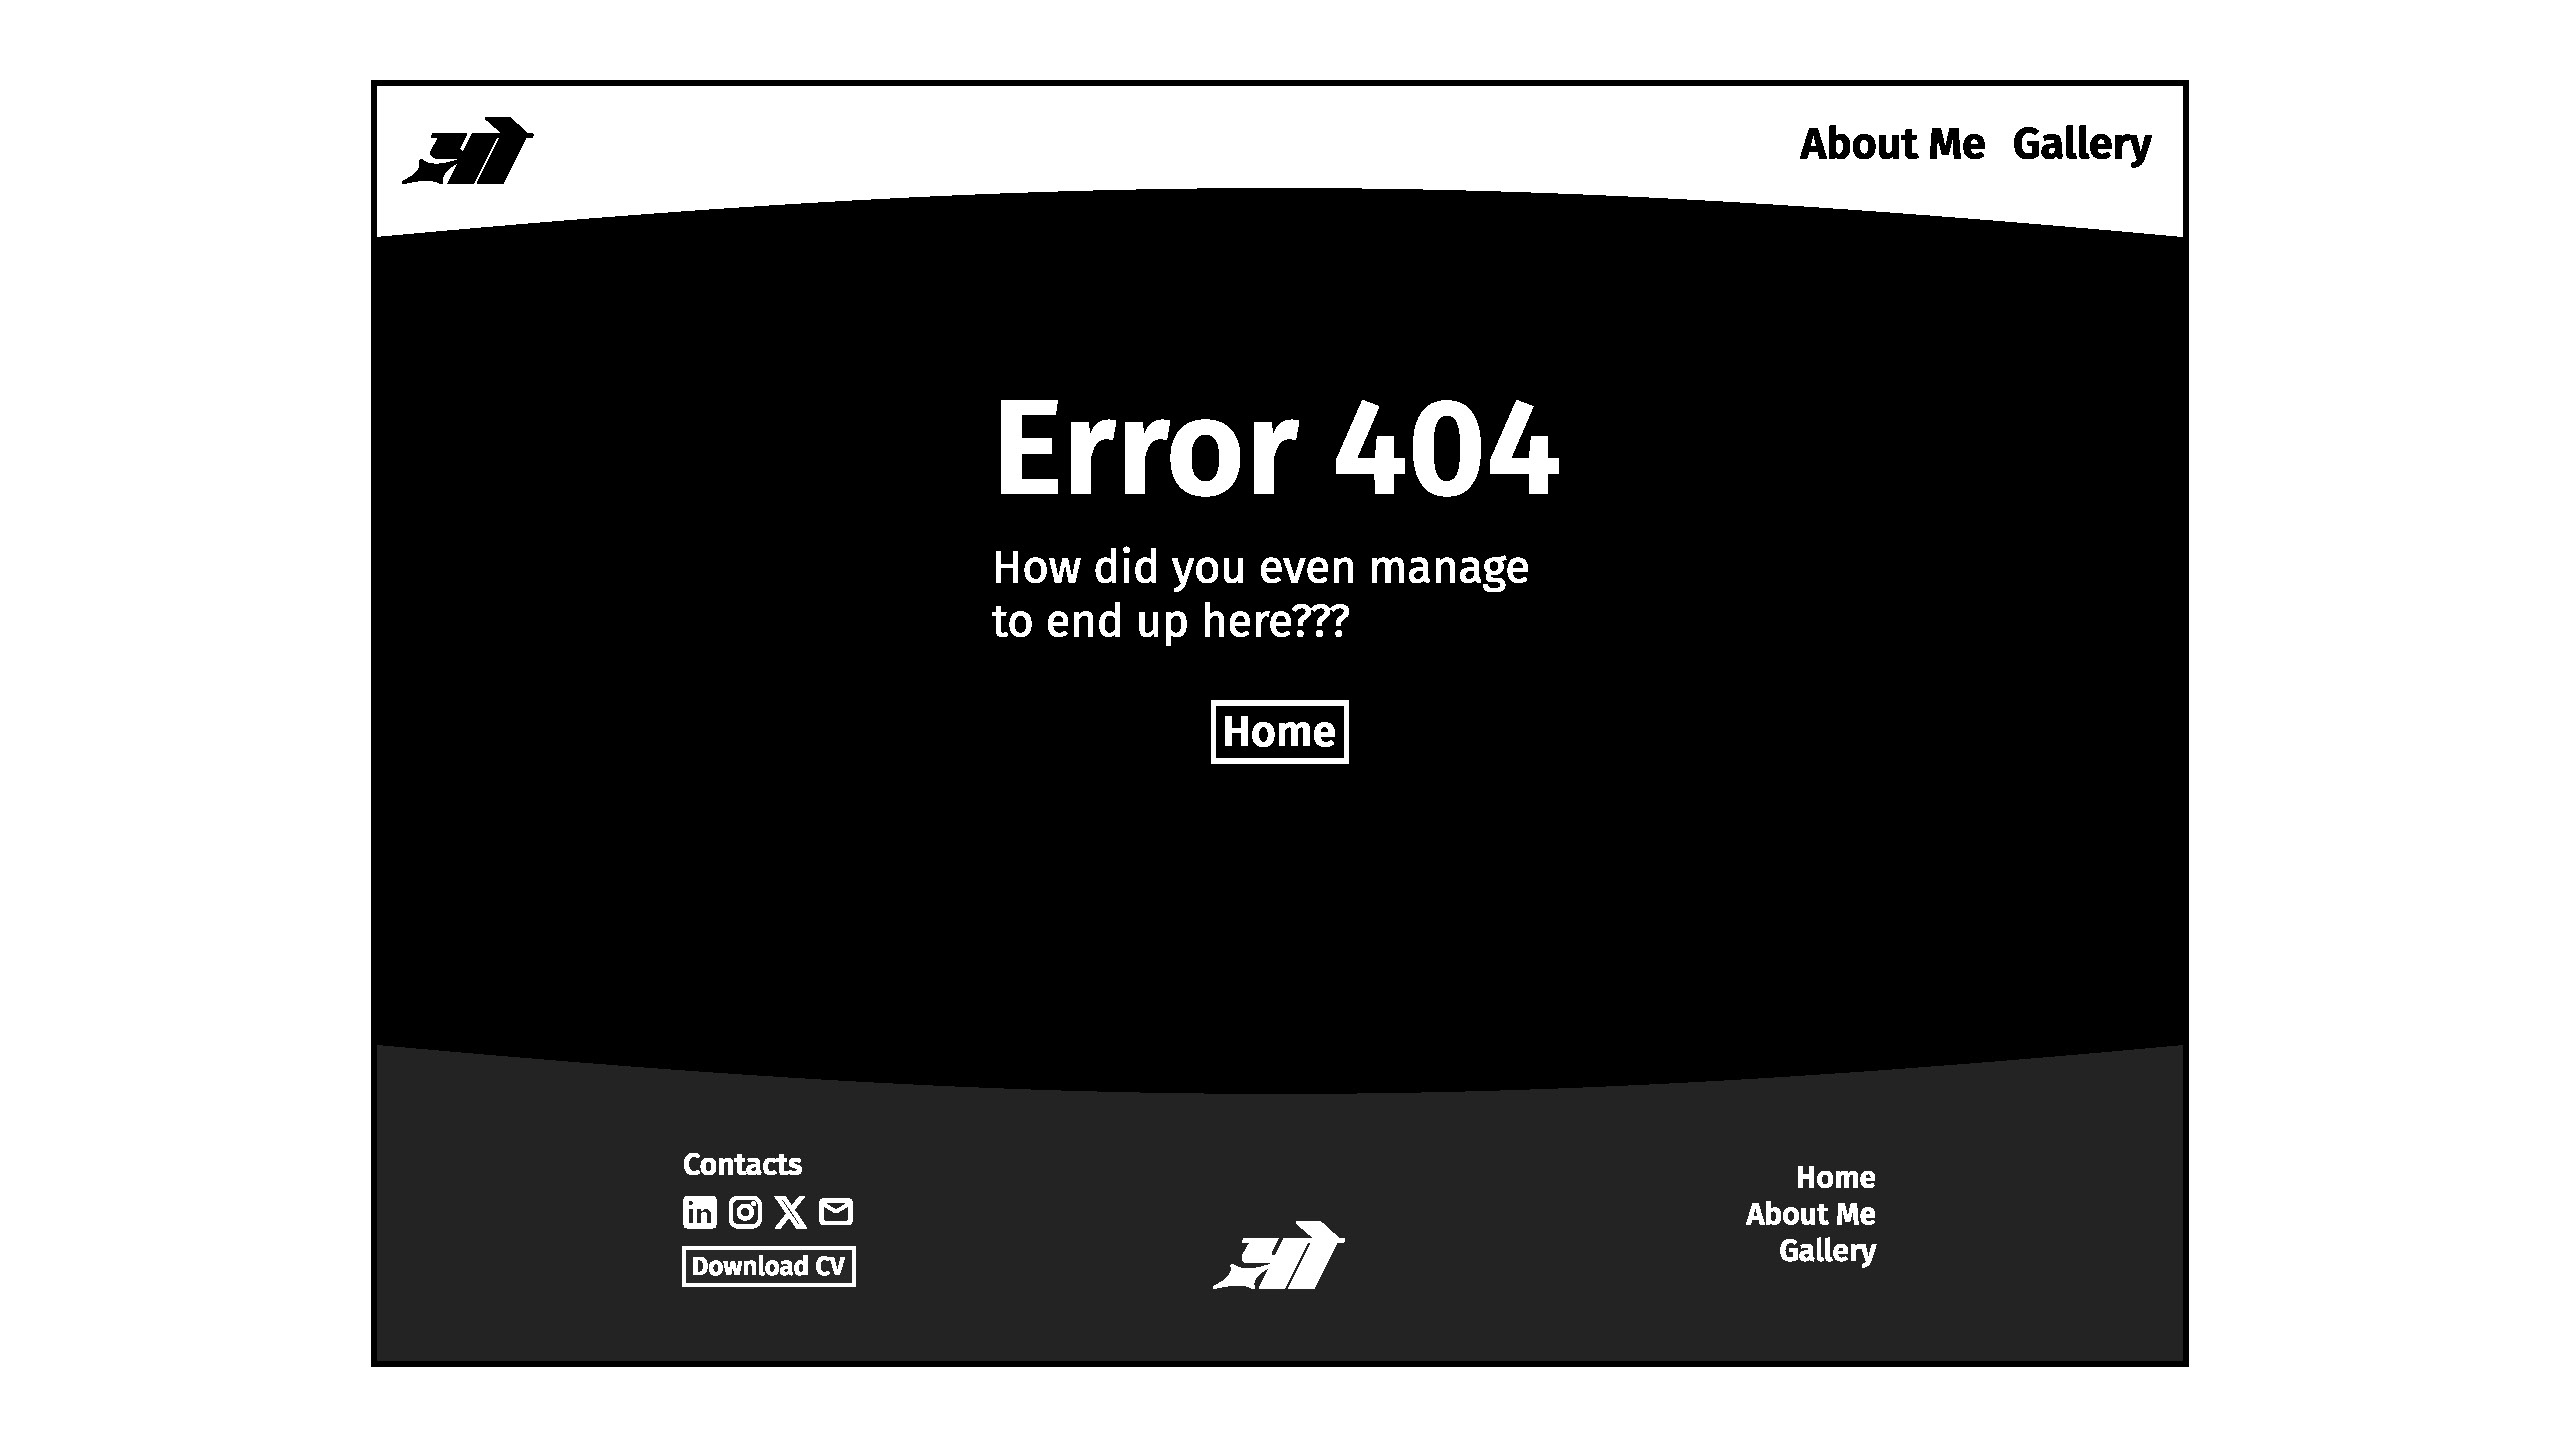 About Me Gallery
Error 404
How did you even manage
to end up here???
Home
Contacts
Download CV
Home
About Me
Gallery